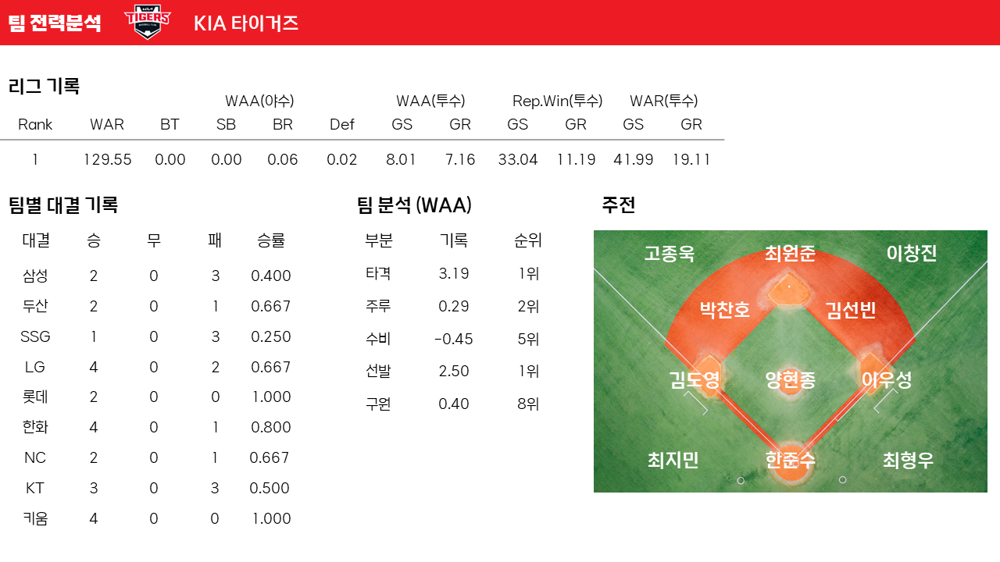 팀 전력분석 KIA TIGERS BASEBALL CLUB KIA 타이거즈
리그 기록
WAA(야수) WAA(투수) Rep.Win(투수) WAR(투수)
Rank WAR BT SB BR Def GS GR GS GR GS GR
1 129.55 0.00 0.00 0.06 0.02 8.01 7.16 33.04 11.19 41.99 19.11
팀별 대결 기록
대결 승 무 패 승률
삼성 2 0 3 0.400
두산 2 0 1 0.667
SSG 1 0 3 0.250
LG 4 0 2 0.667
롯데 2 0 0 1.000
한화 4 0 1 0.800
NC 2 0 1 0.667
KT 3 0 3 0.500
키움 4 0 0 1.000
팀 분석 (WAA)
부분 기록 순위
타격 3.19 1위
주루 0.29 2위
수비 -0.45 5위
선발 2.50 1위
구원 0.40 8위
주전
고종욱 최원준 이창진
박찬호 김선빈
김도영 양현종 이우성
최지민 한준수 최형우